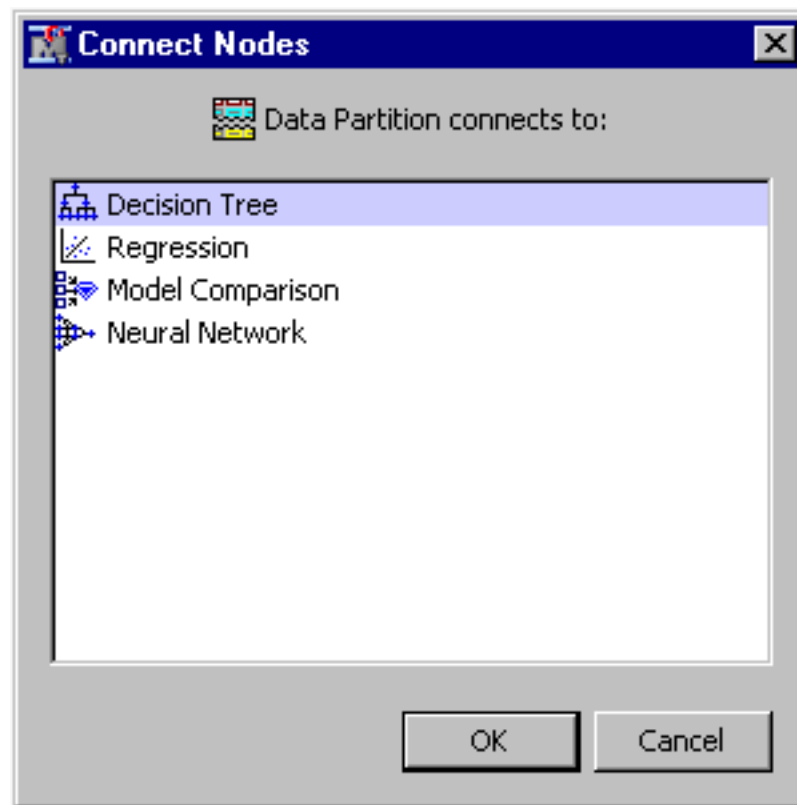 Connect Nodes
Data Partition connects to:
Decision Tree
Regression
Model Comparison
Neural Network
OK Cancel